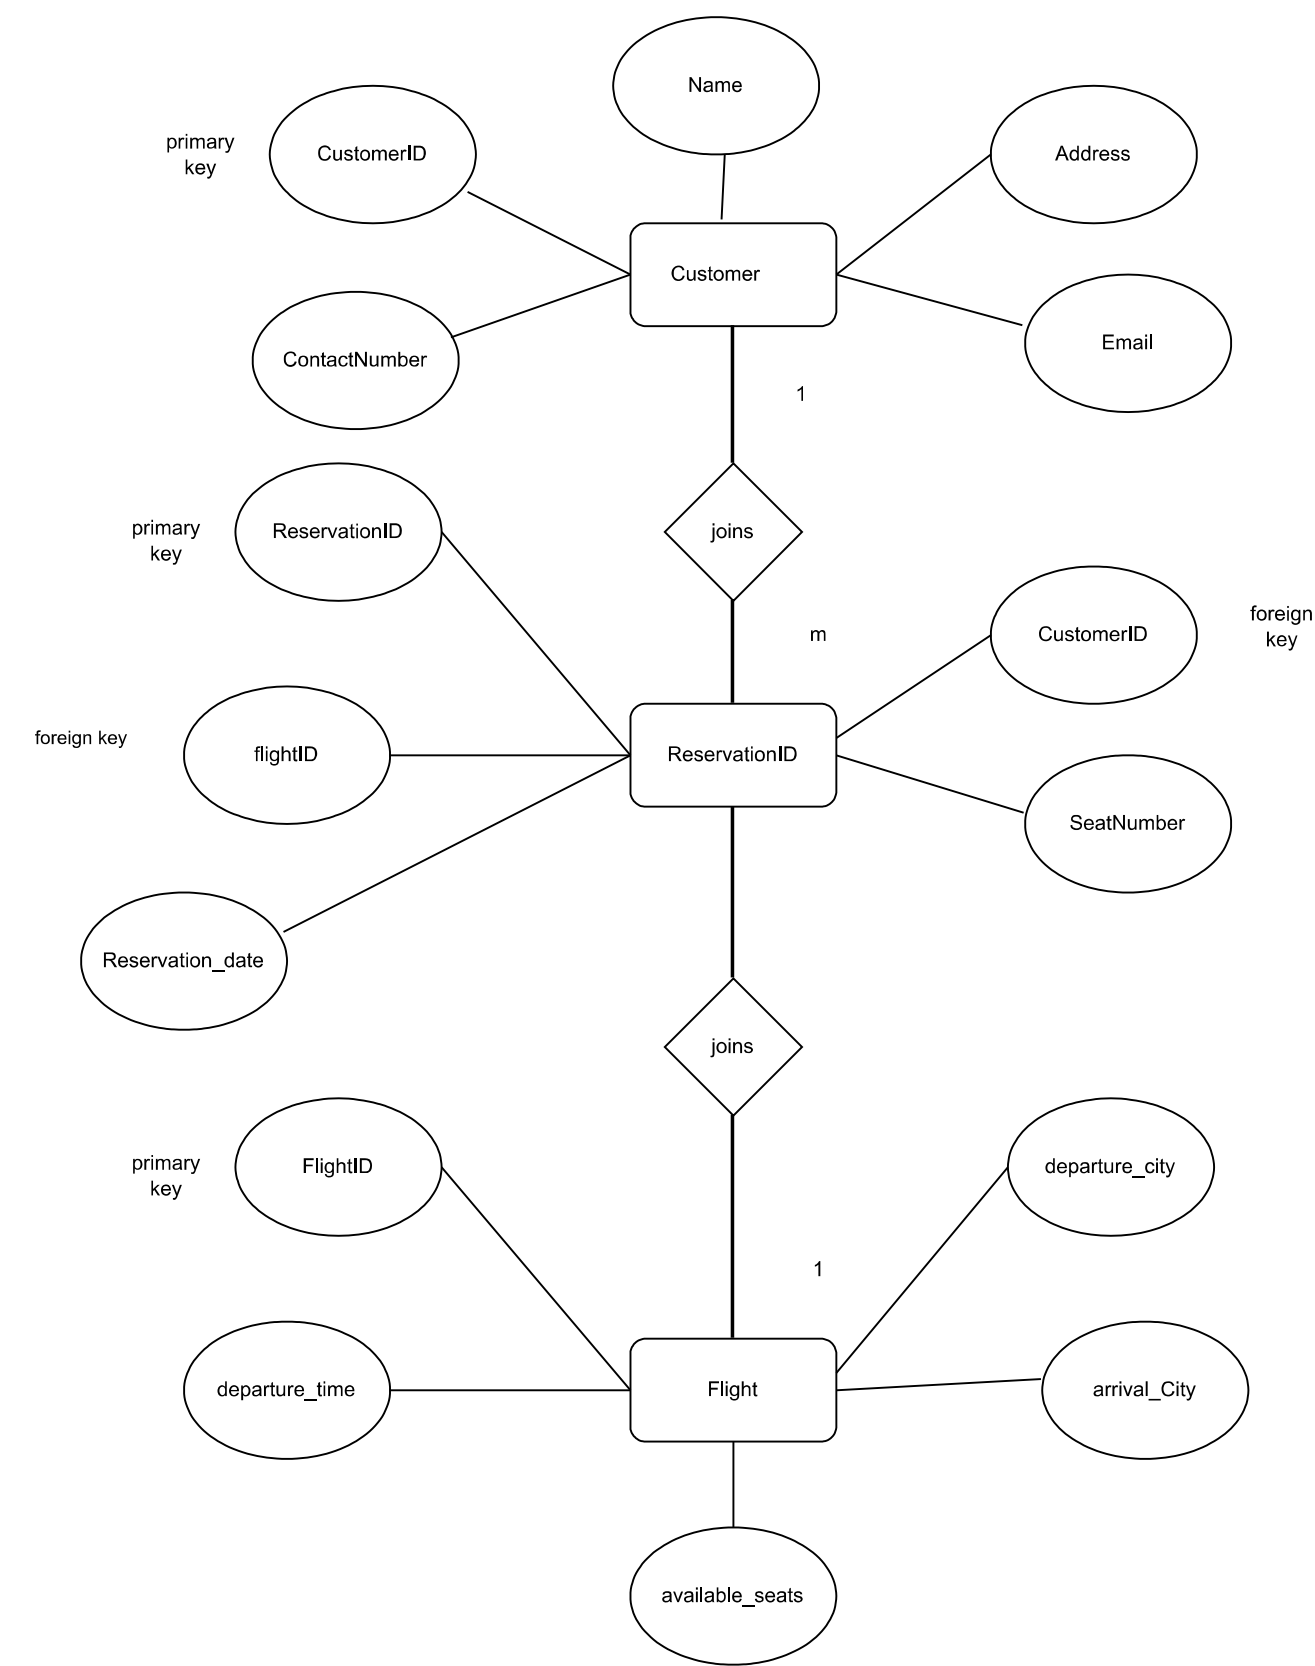 Name
primary
key
CustomerID
Address
Customer
ContactNumber
Email
1
primary
key
ReservationID
joins
foreign
key
CustomerID
m
foreign key
flightID
ReservationID
SeatNumber
Reservation_date
joins
primary
key
FlightID
departure_city
1
departure_time
Flight
arrival_City
available_seats